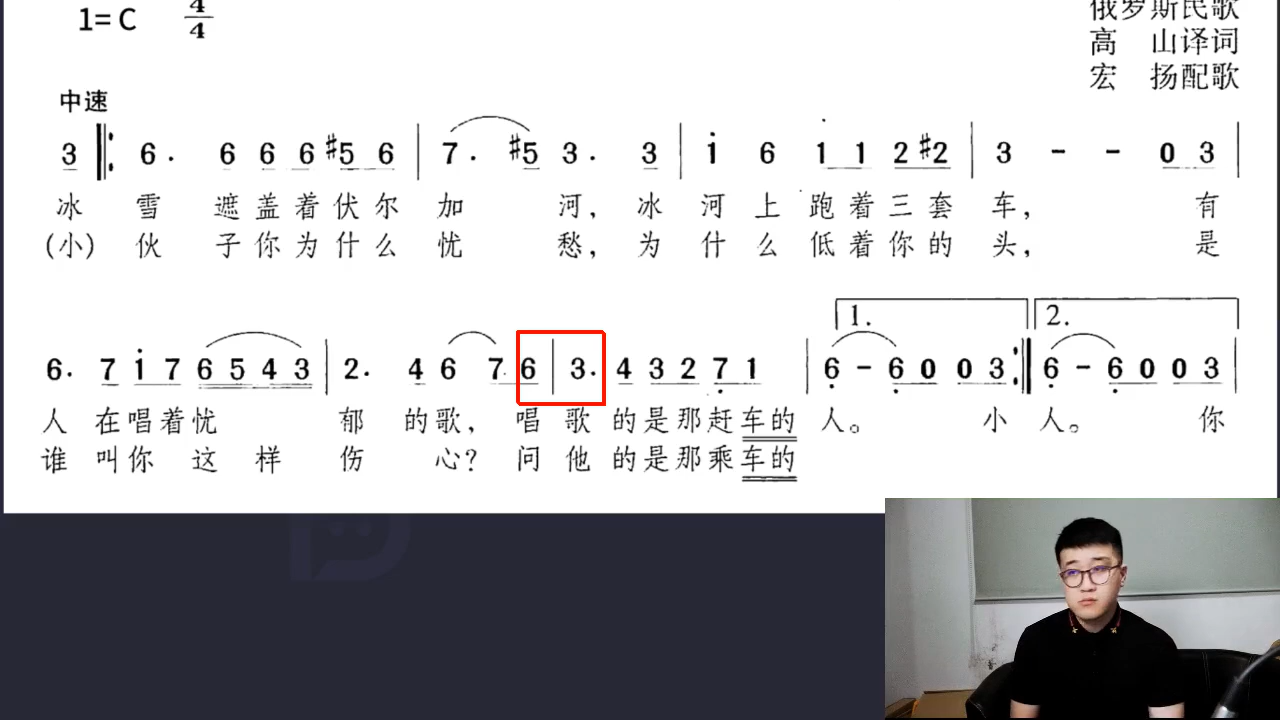 1=C 4/4
俄罗斯民歌
高 山译词
宏 扬配歌
中速
3 ‖: 6· 6 6 6 #5 6 | 7· #5 3· 3 | i 6 1 1 2 #2 | 3 - - 0 3 |
冰 雪 遮盖着伏尔 加 河，冰 河 上 跑着三套 车， 有
(小) 伙 子你为什么 忧 愁，为 什 么 低着你的 头， 是
1. 2.
6· 7 i 7 6 5 4 3 | 2· 4 6 7 6 | 3· 4 3 2 7 1 | 6 - 6 0 0 3 :‖ 6 - 6 0 0 3 |
人 在唱着忧 郁 的歌，唱 歌 的是那赶车的 人。 小 人。 你
谁 叫你 这 样 伤 心？问 他 的是那乘车的